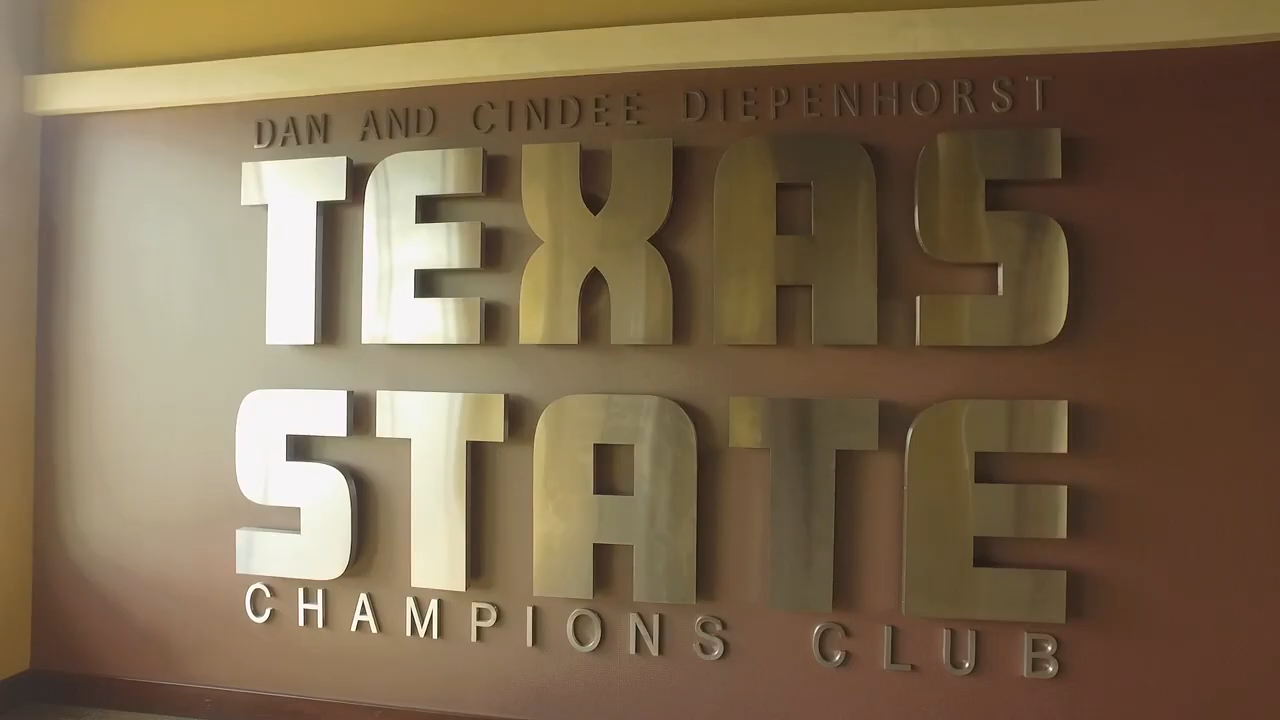 DAN AND CINDEE DIEPENHORST
TEXAS
STATE
CHAMPIONS CLUB